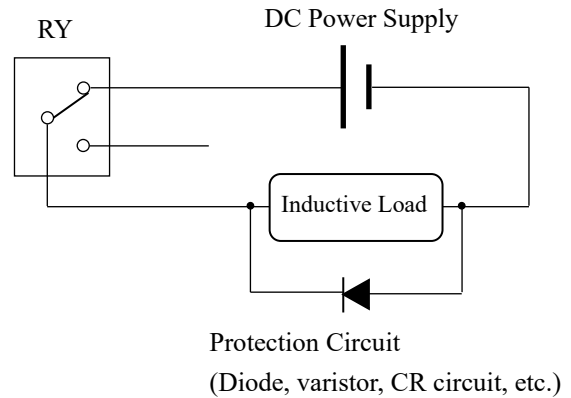 DC Power Supply
RY
Inductive Load
Protection Circuit
(Diode, varistor, CR circuit, etc.)